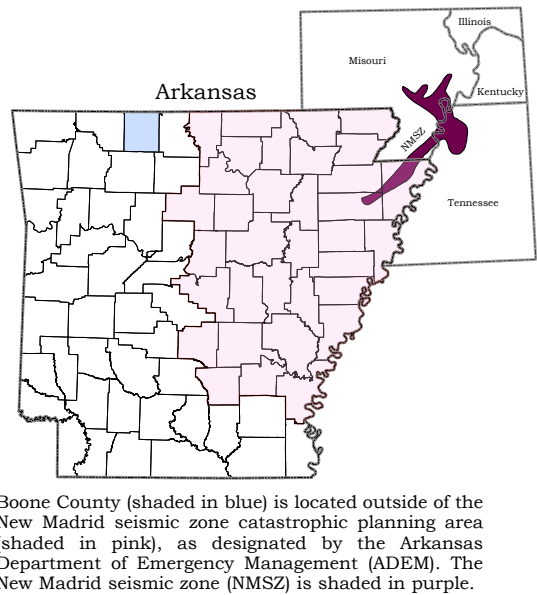 Illinois
Misouri
Arkansas
Kentucky
NMSZ
Tennessee
Boone County (shaded in blue) is located outside of the
New Madrid seismic zone catastrophic planning area
(shaded in pink), as designated by the Arkansas
Department of Emergency Management (ADEM). The
New Madrid seismic zone (NMSZ) is shaded in purple.